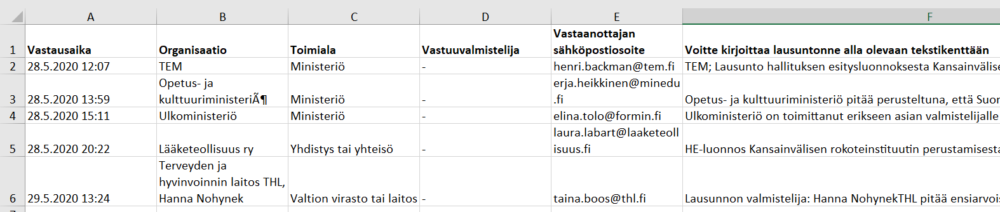 A B C D E F
1 Vastausaika Organisaatio Toimiala Vastuuvalmistelija Vastaanottajan sähköpostiosoite Voitte kirjoittaa lausuntonne alla olevaan tekstikenttään
2 28.5.2020 12:07 TEM Ministeriö - henri.backman@tem.fi TEM; Lausunto hallituksen esitysluonnoksesta Kansainvälise
3 28.5.2020 13:59 Opetus- ja kulttuuriministeriÃ¶ Ministeriö - erja.heikkinen@minedu.fi Opetus- ja kulttuuriministeriö pitää perusteltuna, että Suor
4 28.5.2020 15:11 Ulkoministeriö Ministeriö - elina.tolo@formin.fi Ulkoministeriö on toimittanut erikseen asian valmistelijalle
5 28.5.2020 20:22 Lääketeollisuus ry Yhdistys tai yhteisö - laura.labart@laaketeollisuus.fi HE-luonnos Kansainvälisen rokoteinstituutin perustamisesta
6 29.5.2020 13:24 Terveyden ja hyvinvoinnin laitos THL, Hanna Nohynek Valtion virasto tai laitos - taina.boos@thl.fi Lausunnon valmistelija: Hanna NohynekTHL pitää ensiarvois